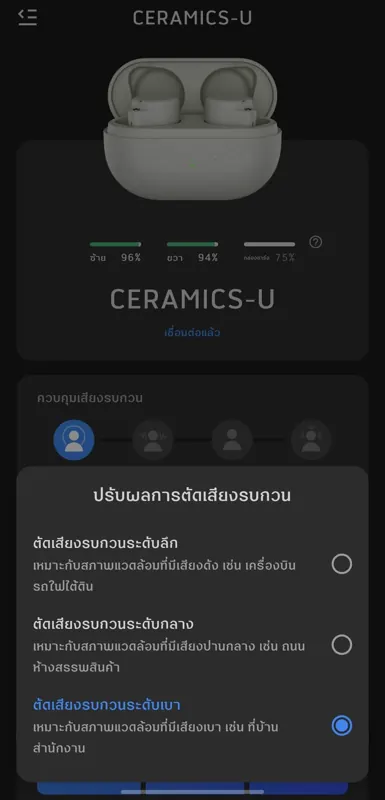 CERAMICS-U
ซ้าย 96% ขวา 94% กล่องชาร์จ 75%
CERAMICS-U
เชื่อมต่อแล้ว
ควบคุมเสียงรบกวน
ปรับผลการตัดเสียงรบกวน
ตัดเสียงรบกวนระดับลึก
เหมาะกับสภาพแวดล้อมที่มีเสียงดัง เช่น เครื่องบิน
รถไฟใต้ดิน
ตัดเสียงรบกวนระดับกลาง
เหมาะกับสภาพแวดล้อมที่มีเสียงปานกลาง เช่น ถนน
ห้างสรรพสินค้า
ตัดเสียงรบกวนระดับเบา
เหมาะกับสภาพแวดล้อมที่มีเสียงเบา เช่น ที่บ้าน
สำนักงาน